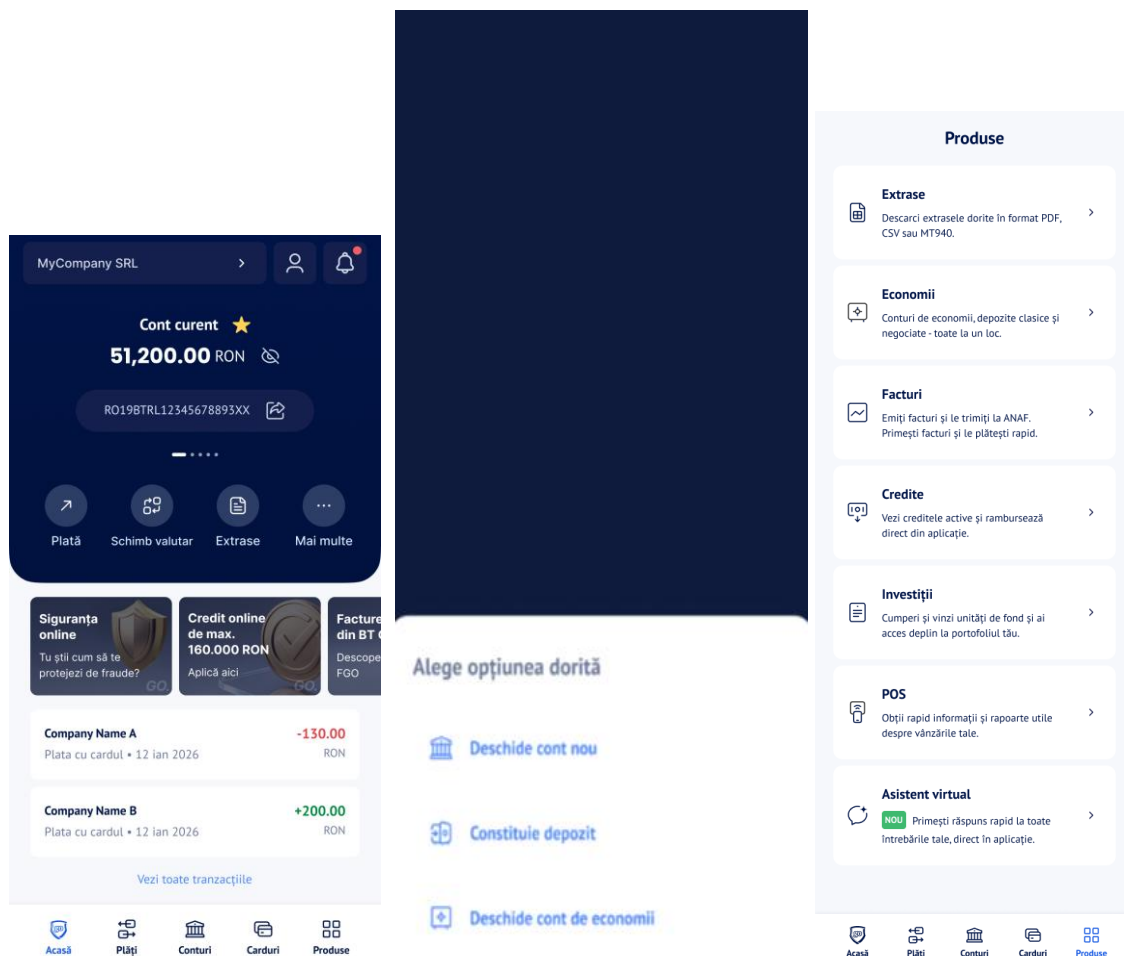 MyCompany SRL
Cont curent
51,200.00 RON
RO19BTRL12345678893XX
Plată
Schimb valutar
Extrase
Mai multe
Siguranța
online
Tu știi cum să te
protejezi de fraude?
GO.
Credit online
de max.
160.000 RON
Aplică aici
GO.
Facture
din BT
Descope
FGO
Company Name A
-130.00
Plata cu cardul • 12 ian 2026
RON
Company Name B
+200.00
Plata cu cardul • 12 ian 2026
RON
Vezi toate tranzacțiile
Acasă
Plăți
Conturi
Carduri
Produse
Alege opțiunea dorită
Deschide cont nou
Constituie depozit
Deschide cont de economii
Produse
Extrase
Descarci extrasele dorite în format PDF,
CSV sau MT940.
Economii
Conturi de economii, depozite clasice și
negociate - toate la un loc.
Facturi
Emiți facturi și le trimiți la ANAF.
Primești facturi și le plătești rapid.
Credite
Vezi creditele active și rambursează
direct din aplicație.
Investiții
Cumperi și vinzi unități de fond și ai
acces deplin la portofoliul tău.
POS
Obții rapid informații și rapoarte utile
despre vânzările tale.
Asistent virtual
NOU Primești răspuns rapid la toate
întrebările tale, direct în aplicație.
Acasă
Plăți
Conturi
Carduri
Produse